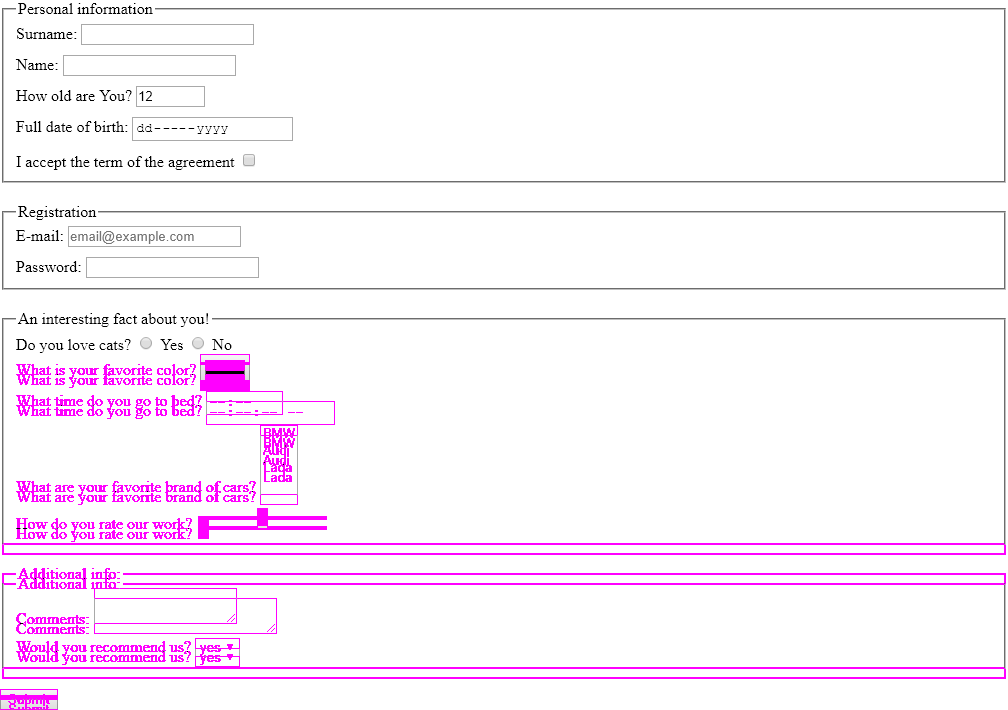 Personal information
Surname:
Name:
How old are You? 12
Full date of birth: dd-----yyyy
I accept the term of the agreement
Registration
E-mail: email@example.com
Password:
An interesting fact about you!
Do you love cats? Yes No
What is your favorite color?
What is your favorite color?
What time do you go to bed? --:--
What time do you go to bed? --:--:-- --
BMW
BMW
Audi
Audi
Lada
Lada
What are your favorite brand of cars?
What are your favorite brand of cars?
How do you rate our work?
How do you rate our work?
Additional info:
Additional info:
Comments:
Comments:
Would you recommend us? yes
Would you recommend us? yes
Submit
Submit